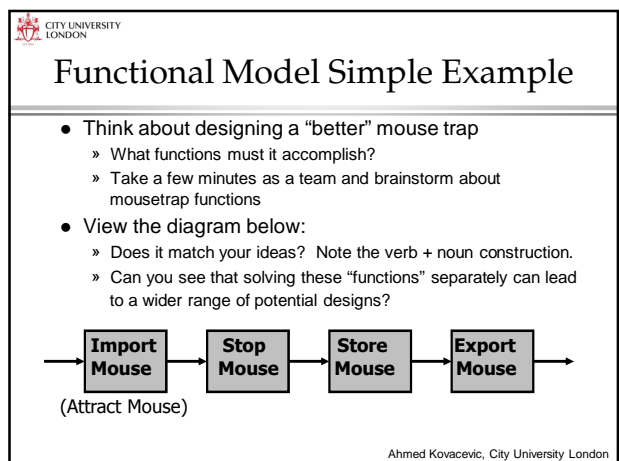 CITY UNIVERSITY
LONDON
Functional Model Simple Example
● Think about designing a “better” mouse trap
» What functions must it accomplish?
» Take a few minutes as a team and brainstorm about
mousetrap functions
● View the diagram below:
» Does it match your ideas? Note the verb + noun construction.
» Can you see that solving these “functions” separately can lead
to a wider range of potential designs?
Import
Mouse
Stop
Mouse
Store
Mouse
Export
Mouse
(Attract Mouse)
Ahmed Kovacevic, City University London